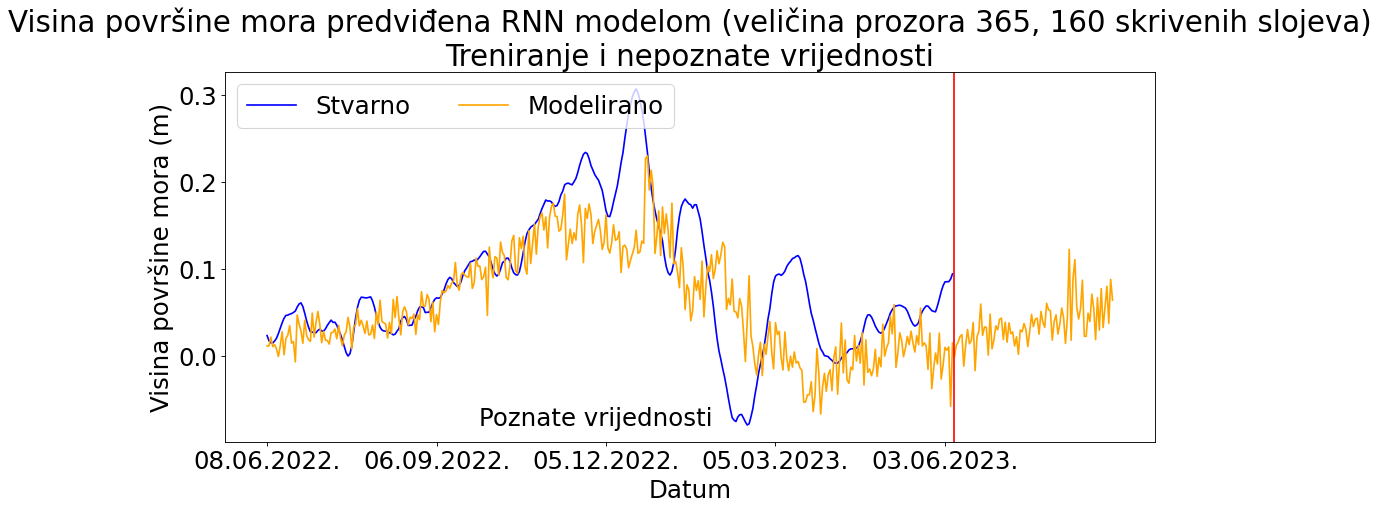 Visina površine mora predviđena RNN modelom (veličina prozora 365, 160 skrivenih slojeva)
Treniranje i nepoznate vrijednosti
Stvarno
Modelirano
Visina površine mora (m)
0.3
0.2
0.1
0.0
Poznate vrijednosti
08.06.2022.
06.09.2022.
05.12.2022.
05.03.2023.
03.06.2023.
Datum